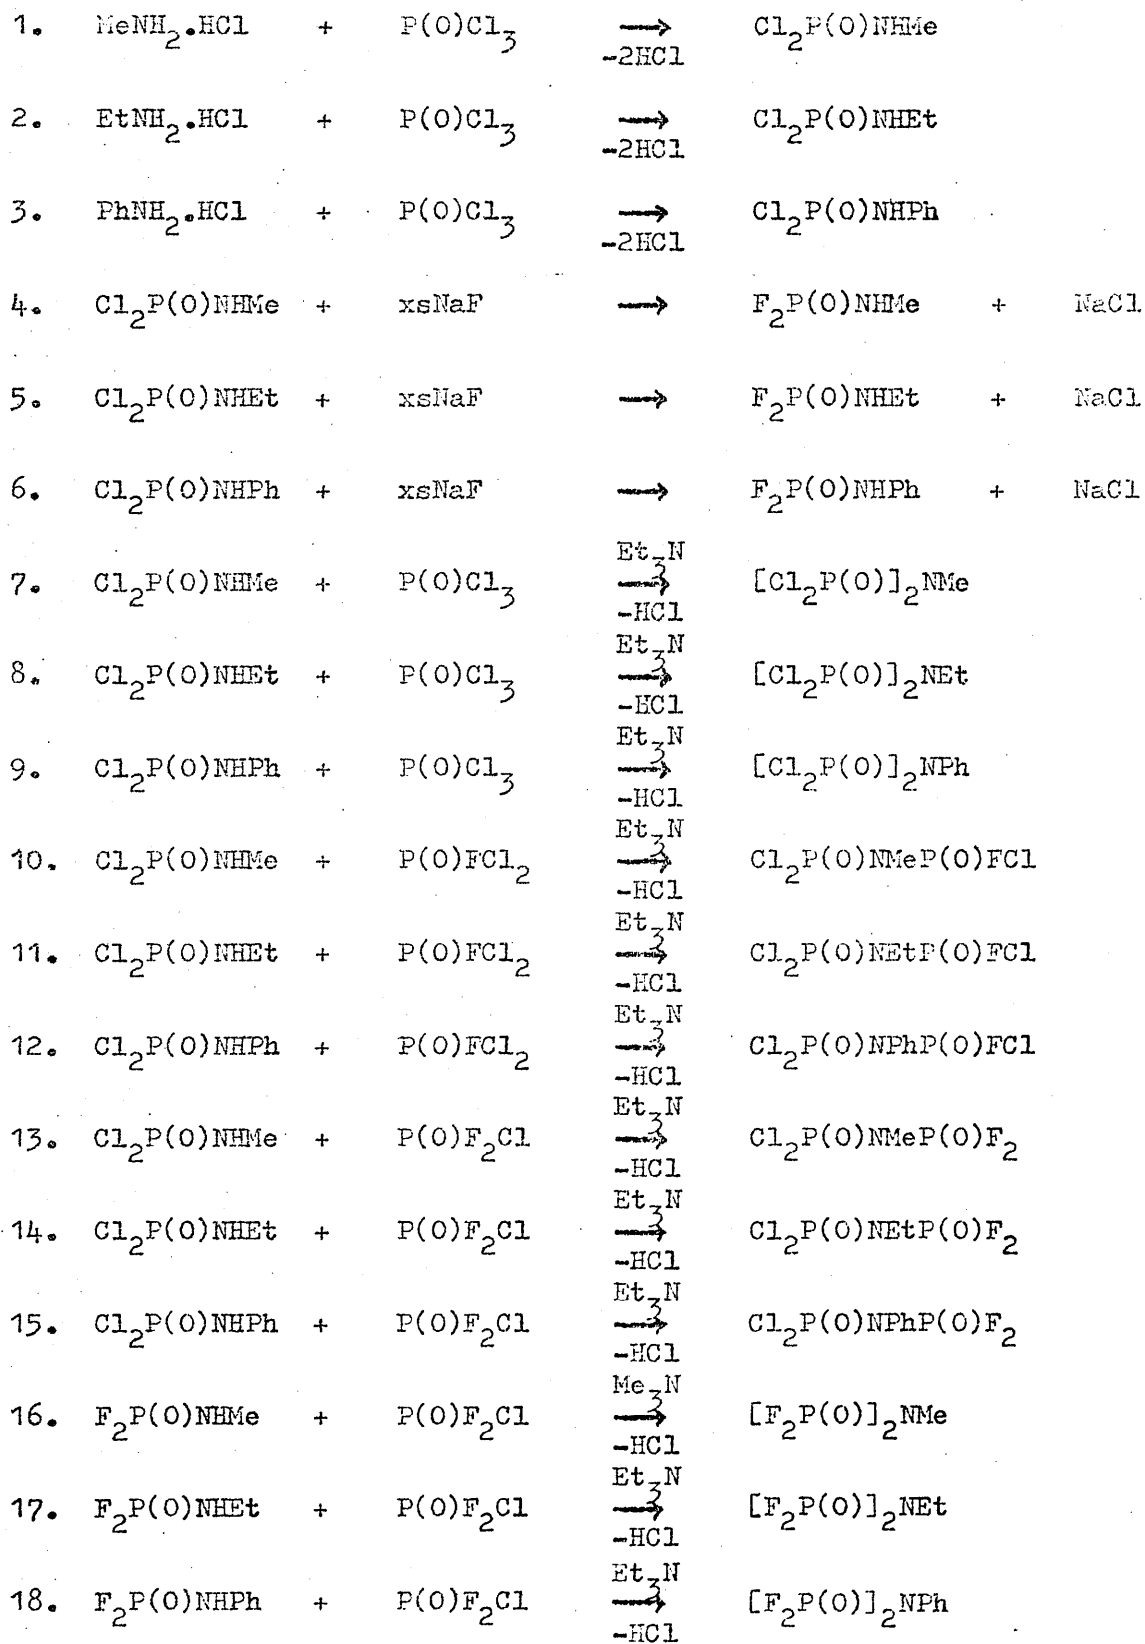 1. MeNH2.HCl + P(O)Cl3 → Cl2P(O)NHMe
-2HCl
2. EtNH2.HCl + P(O)Cl3 → Cl2P(O)NHEt
-2HCl
3. PhNH2.HCl + P(O)Cl3 → Cl2P(O)NHPh
-2HCl
4. Cl2P(O)NHMe + xsNaF → F2P(O)NHMe + NaCl
5. Cl2P(O)NHEt + xsNaF → F2P(O)NHEt + NaCl
6. Cl2P(O)NHPh + xsNaF → F2P(O)NHPh + NaCl
Et3N
7. Cl2P(O)NHMe + P(O)Cl3 → [Cl2P(O)]2NMe
-HCl
Et3N
8. Cl2P(O)NHEt + P(O)Cl3 → [Cl2P(O)]2NEt
-HCl
Et3N
9. Cl2P(O)NHPh + P(O)Cl3 → [Cl2P(O)]2NPh
-HCl
Et3N
10. Cl2P(O)NHMe + P(O)FCl2 → Cl2P(O)NMeP(O)FCl
-HCl
Et3N
11. Cl2P(O)NHEt + P(O)FCl2 → Cl2P(O)NEtP(O)FCl
-HCl
Et3N
12. Cl2P(O)NHPh + P(O)FCl2 → Cl2P(O)NPhP(O)FCl
-HCl
Et3N
13. Cl2P(O)NHMe + P(O)F2Cl → Cl2P(O)NMeP(O)F2
-HCl
Et3N
14. Cl2P(O)NHEt + P(O)F2Cl → Cl2P(O)NEtP(O)F2
-HCl
Et3N
15. Cl2P(O)NHPh + P(O)F2Cl → Cl2P(O)NPhP(O)F2
-HCl
Me3N
16. F2P(O)NHMe + P(O)F2Cl → [F2P(O)]2NMe
-HCl
Et3N
17. F2P(O)NHEt + P(O)F2Cl → [F2P(O)]2NEt
-HCl
Et3N
18. F2P(O)NHPh + P(O)F2Cl → [F2P(O)]2NPh
-HCl